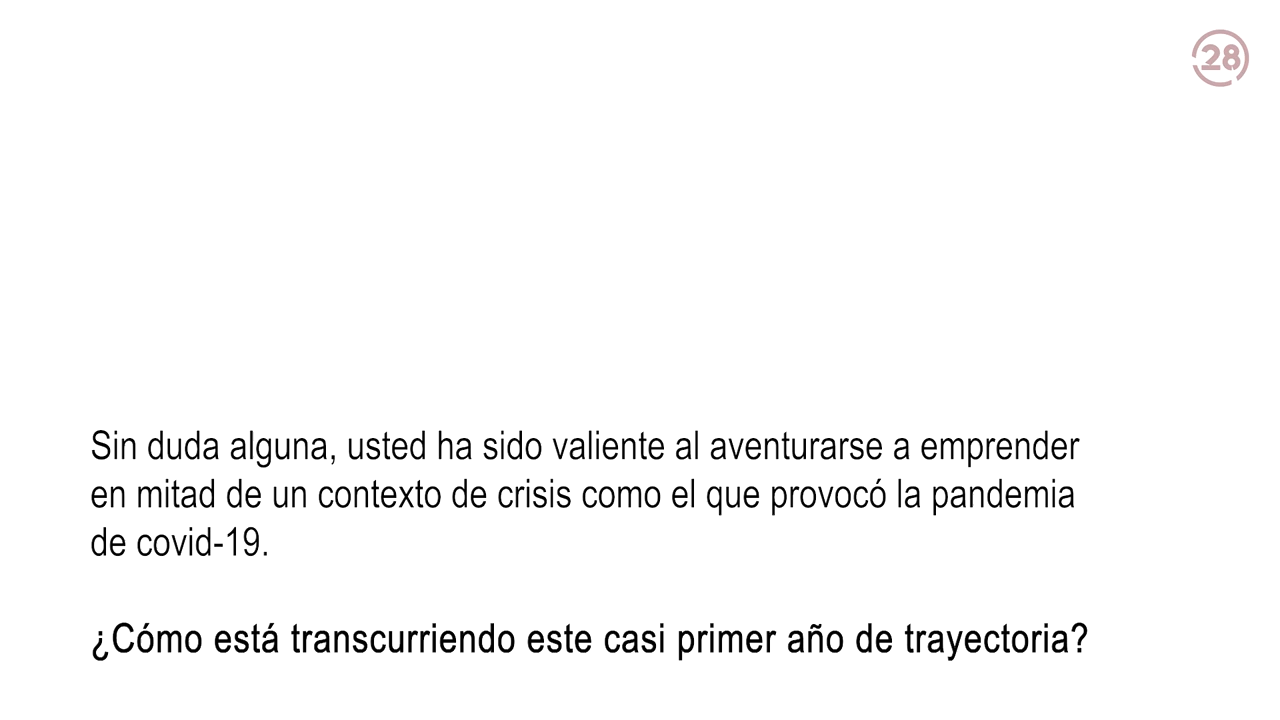 28
Sin duda alguna, usted ha sido valiente al aventurarse a emprender
en mitad de un contexto de crisis como el que provocó la pandemia
de covid-19.
¿Cómo está transcurriendo este casi primer año de trayectoria?